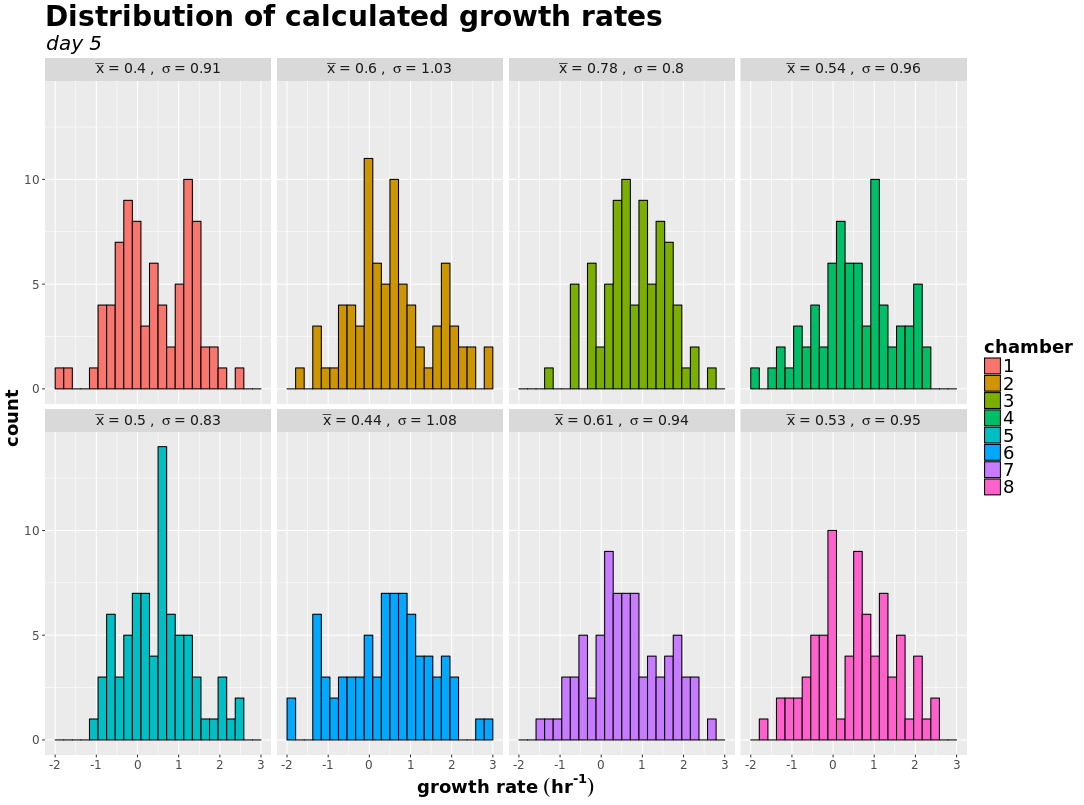 Distribution of calculated growth rates
day 5
x̅ = 0.4 , σ = 0.91
x̅ = 0.6 , σ = 1.03
x̅ = 0.78 , σ = 0.8
x̅ = 0.54 , σ = 0.96
10
5
0
x̅ = 0.5 , σ = 0.83
x̅ = 0.44 , σ = 1.08
x̅ = 0.61 , σ = 0.94
x̅ = 0.53 , σ = 0.95
10
5
0
-2 -1 0 1 2 3
-2 -1 0 1 2 3
-2 -1 0 1 2 3
-2 -1 0 1 2 3
growth rate (hr⁻¹)
count
chamber
1
2
3
4
5
6
7
8